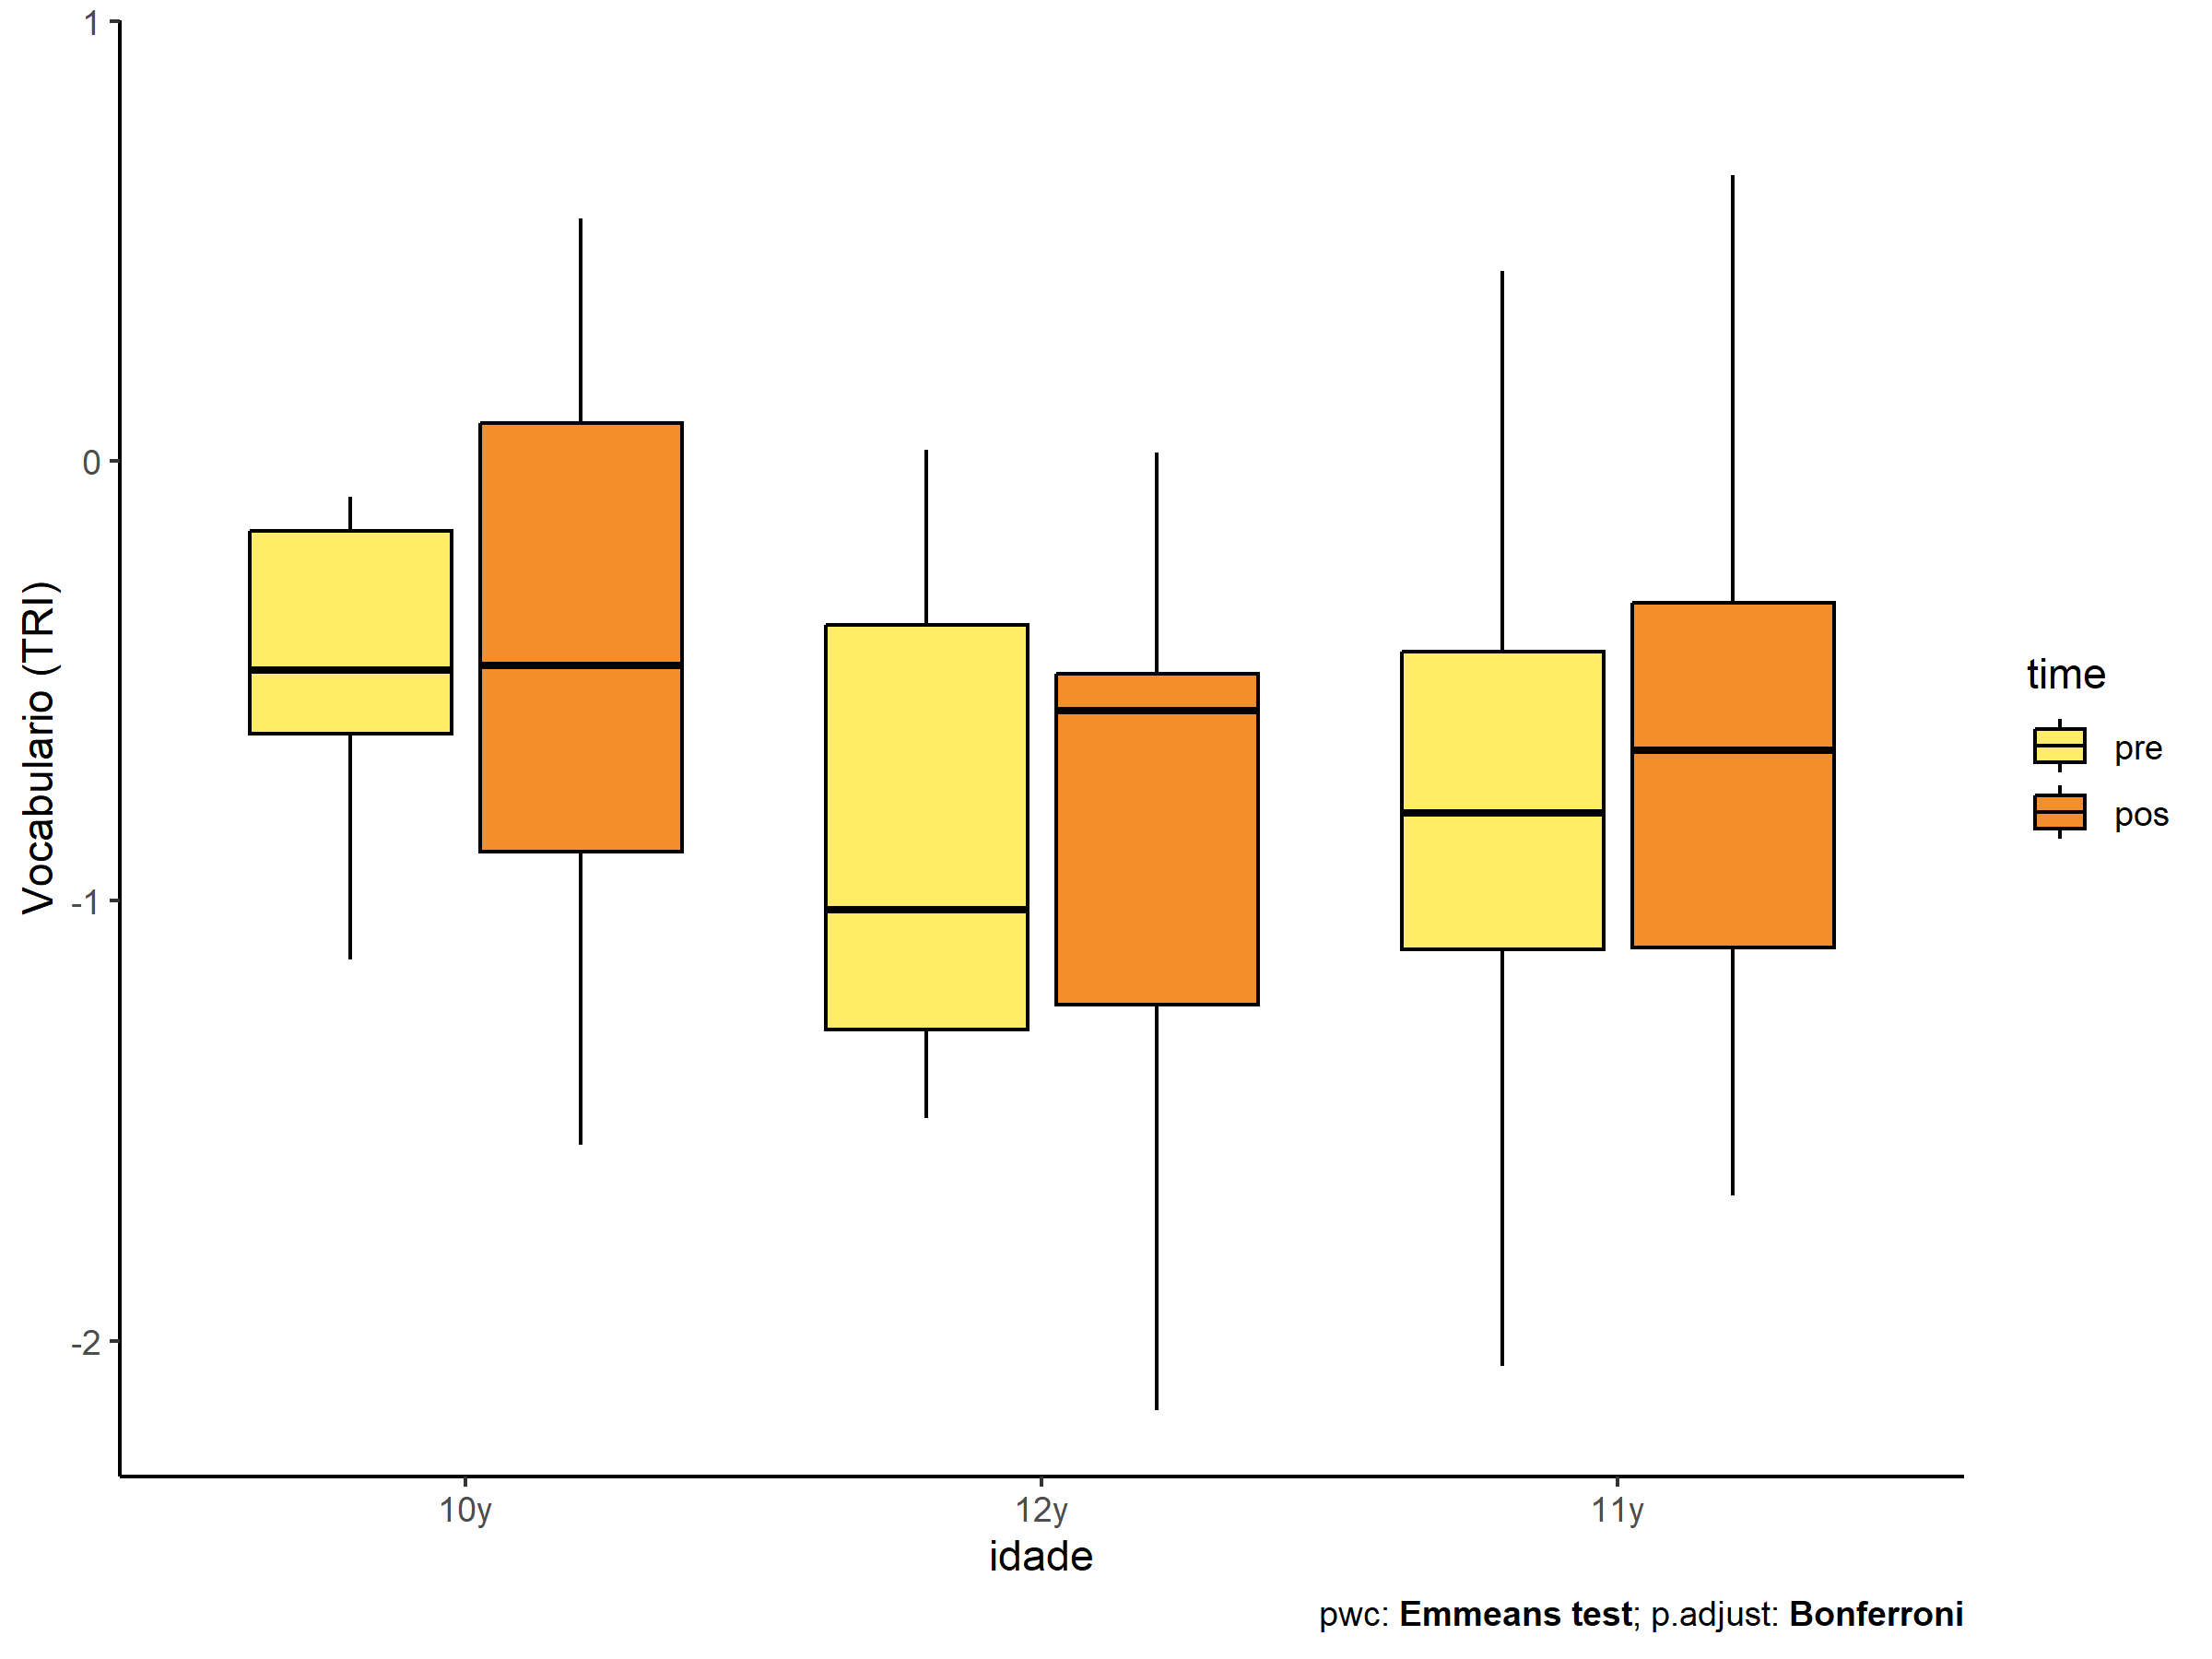 1
0
-1
-2
Vocabulario (TRI)
10y
12y
11y
idade
time
pre
pos
pwc: Emmeans test; p.adjust: Bonferroni